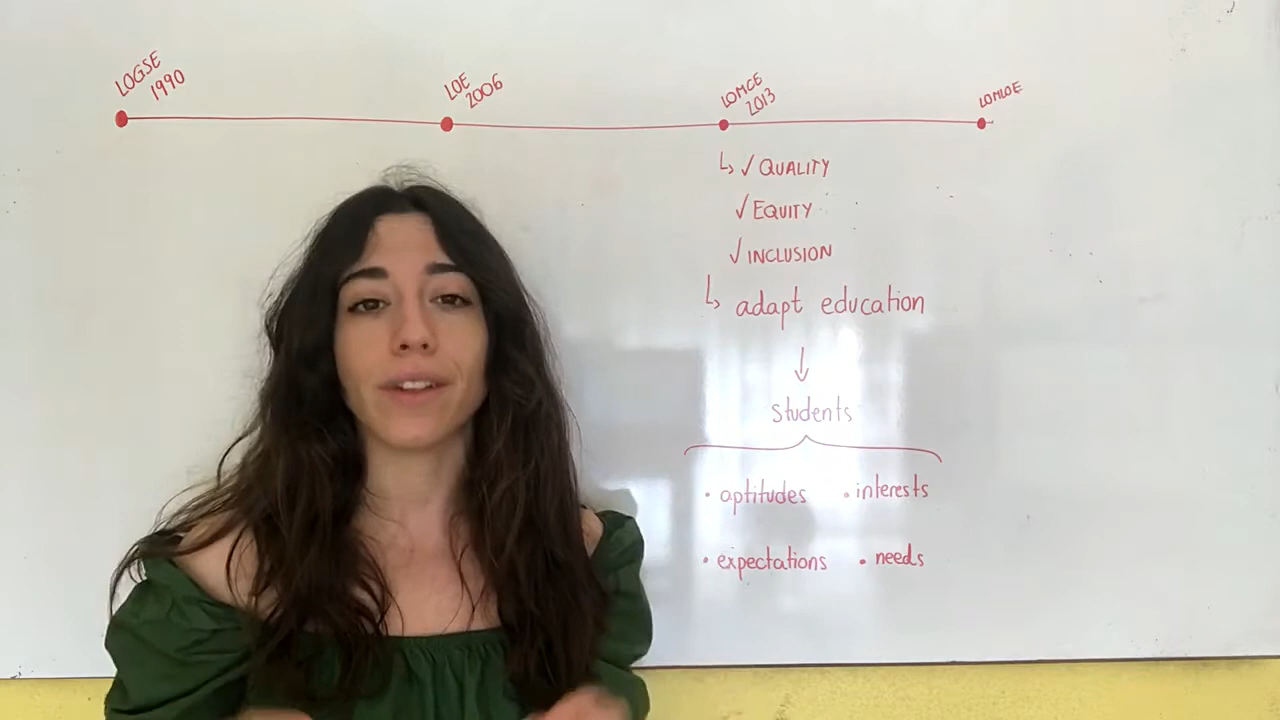 LOGSE
1990
LOE
2006
LOMCE
2013
LOMLOE
↳ ✓ QUALITY
✓ EQUITY
✓ INCLUSION
↳ adapt education
↓
students
• aptitudes • interests
• expectations • needs